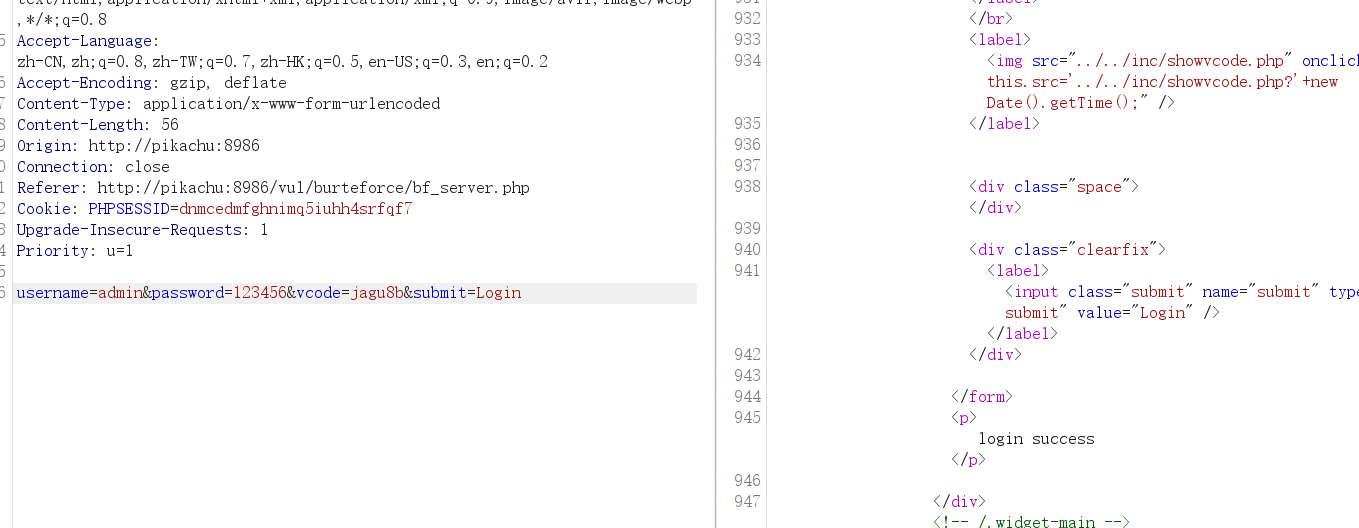 text/html,application/xhtml+xml,application/xml;q=0.9,image/avif,image/webp
,*/*;q=0.8
5 Accept-Language:
zh-CN,zh;q=0.8,zh-TW;q=0.7,zh-HK;q=0.5,en-US;q=0.3,en;q=0.2
6 Accept-Encoding: gzip, deflate
7 Content-Type: application/x-www-form-urlencoded
8 Content-Length: 56
9 Origin: http://pikachu:8986
0 Connection: close
1 Referer: http://pikachu:8986/vul/burteforce/bf_server.php
2 Cookie: PHPSESSID=dnmcedmfghnimq5iuhh4srfqf7
3 Upgrade-Insecure-Requests: 1
4 Priority: u=1
5
6 username=admin&password=123456&vcode=jagu8b&submit=Login
931 </label>
932 </br>
933 <label>
934 <img src="../../inc/showvcode.php" onclic
this.src='../../inc/showvcode.php?'+new
Date().getTime();" />
935 </label>
936
937
938 <div class="space">
</div>
939
940 <div class="clearfix">
941 <label>
<input class="submit" name="submit" type
submit" value="Login" />
</label>
942 </div>
943
944 </form>
945 <p>
login success
</p>
946
947 </div>
<!-- /.widget-main -->